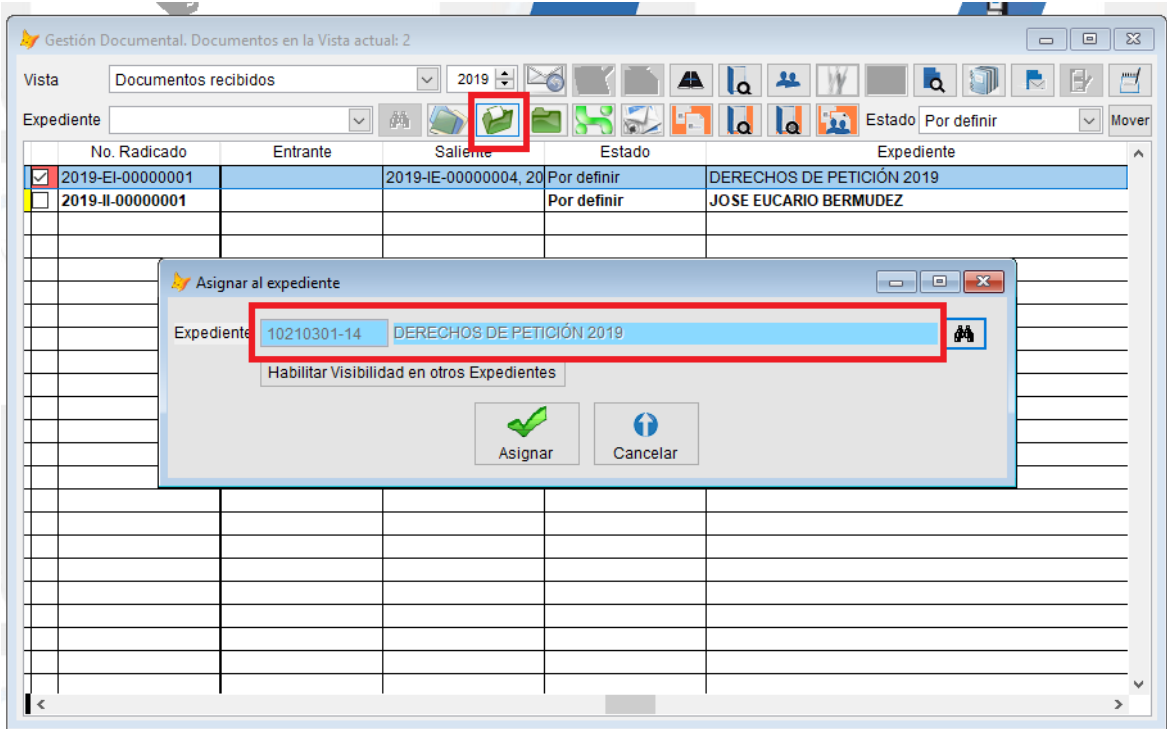 Gestión Documental. Documentos en la Vista actual: 2
Vista Documentos recibidos 2019
Expediente Estado Por definir Mover
No. Radicado Entrante Saliente Estado Expediente
2019-EI-00000001 2019-IE-00000004, 20 Por definir DERECHOS DE PETICIÓN 2019
2019-II-00000001 Por definir JOSE EUCARIO BERMUDEZ
Asignar al expediente
Expediente 10210301-14 DERECHOS DE PETICIÓN 2019
Habilitar Visibilidad en otros Expedientes
Asignar Cancelar